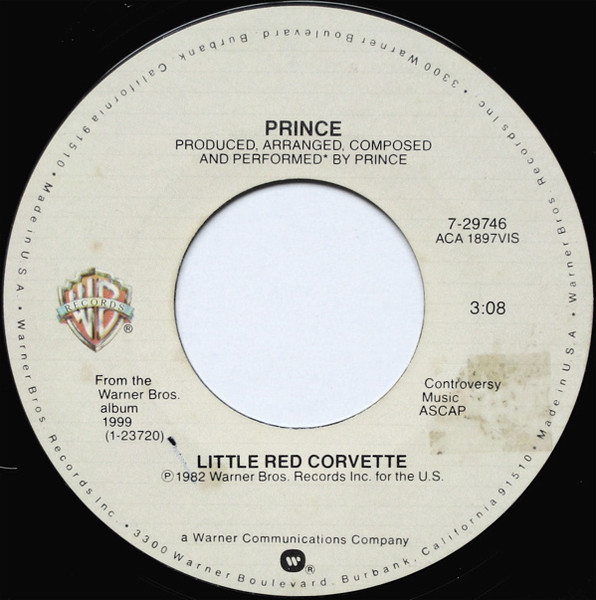 PRINCE
PRODUCED, ARRANGED, COMPOSED
AND PERFORMED* BY PRINCE
7-29746
ACA 1897VIS
WB
RECORDS
®
3:08
From the
Warner Bros.
album
1999
(1-23720)
Controversy
Music
ASCAP
LITTLE RED CORVETTE
℗ 1982 Warner Bros. Records Inc. for the U.S.
a Warner Communications Company
W ®
• Warner Bros. Records Inc. • 3300 Warner Boulevard, Burbank, California 91510 • Made in U.S.A. • Warner Bros. Records Inc. • 3300 Warner Boulevard, Burbank, California 91510 • Made in U.S.A.